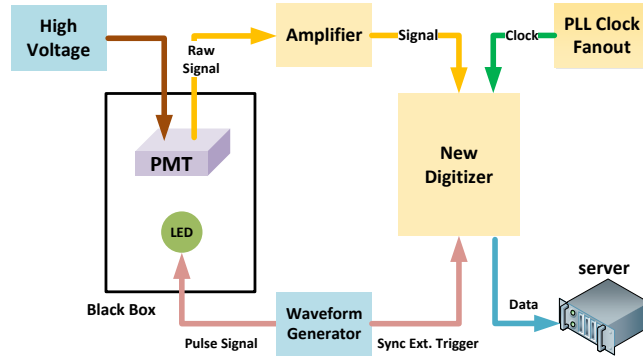 High
Voltage
Raw
Signal
Amplifier
Signal
Clock
PLL Clock
Fanout
PMT
New
Digitizer
LED
Black Box
Pulse Signal
Waveform
Generator
Sync Ext. Trigger
Data
server